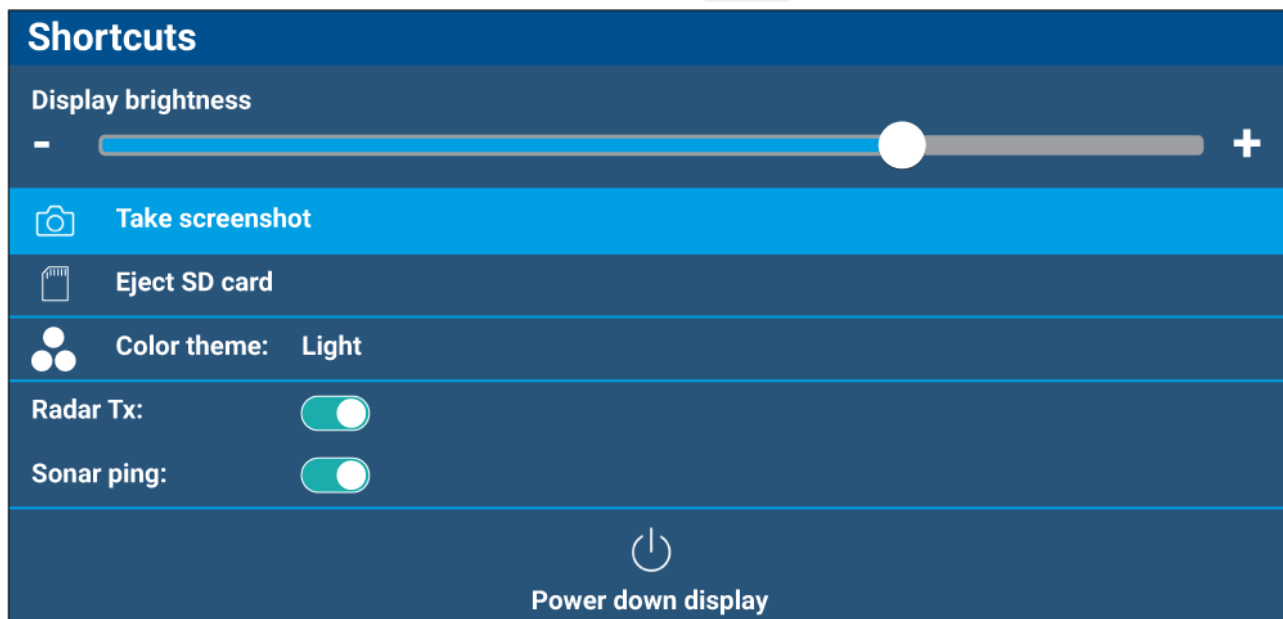 Shortcuts
Display brightness
- +
Take screenshot
Eject SD card
Color theme: Light
Radar Tx:
Sonar ping:
Power down display